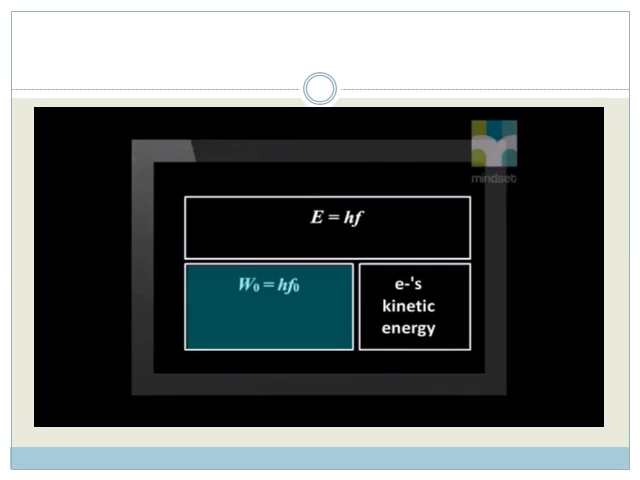 mindset
E = hf
W₀ = hf₀
e-'s
kinetic
energy